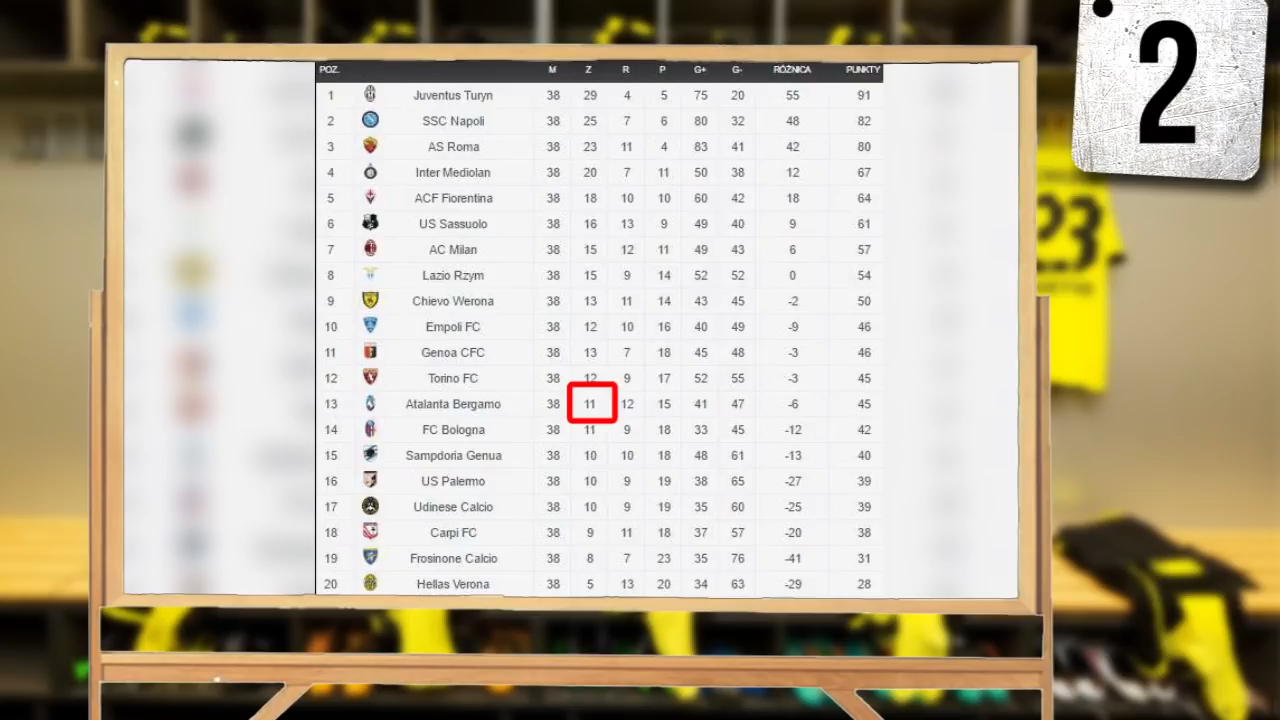 2
POZ. M Z R P G+ G- RÓŻNICA PUNKTY
1 Juventus Turyn 38 29 4 5 75 20 55 91
2 SSC Napoli 38 25 7 6 80 32 48 82
3 AS Roma 38 23 11 4 83 41 42 80
4 Inter Mediolan 38 20 7 11 50 38 12 67
5 ACF Fiorentina 38 18 10 10 60 42 18 64
6 US Sassuolo 38 16 13 9 49 40 9 61
7 AC Milan 38 15 12 11 49 43 6 57
8 Lazio Rzym 38 15 9 14 52 52 0 54
9 Chievo Werona 38 13 11 14 43 45 -2 50
10 Empoli FC 38 12 10 16 40 49 -9 46
11 Genoa CFC 38 13 7 18 45 48 -3 46
12 Torino FC 38 12 9 17 52 55 -3 45
13 Atalanta Bergamo 38 11 12 15 41 47 -6 45
14 FC Bologna 38 11 9 18 33 45 -12 42
15 Sampdoria Genua 38 10 10 18 48 61 -13 40
16 US Palermo 38 10 9 19 38 65 -27 39
17 Udinese Calcio 38 10 9 19 35 60 -25 39
18 Carpi FC 38 9 11 18 37 57 -20 38
19 Frosinone Calcio 38 8 7 23 35 76 -41 31
20 Hellas Verona 38 5 13 20 34 63 -29 28
23